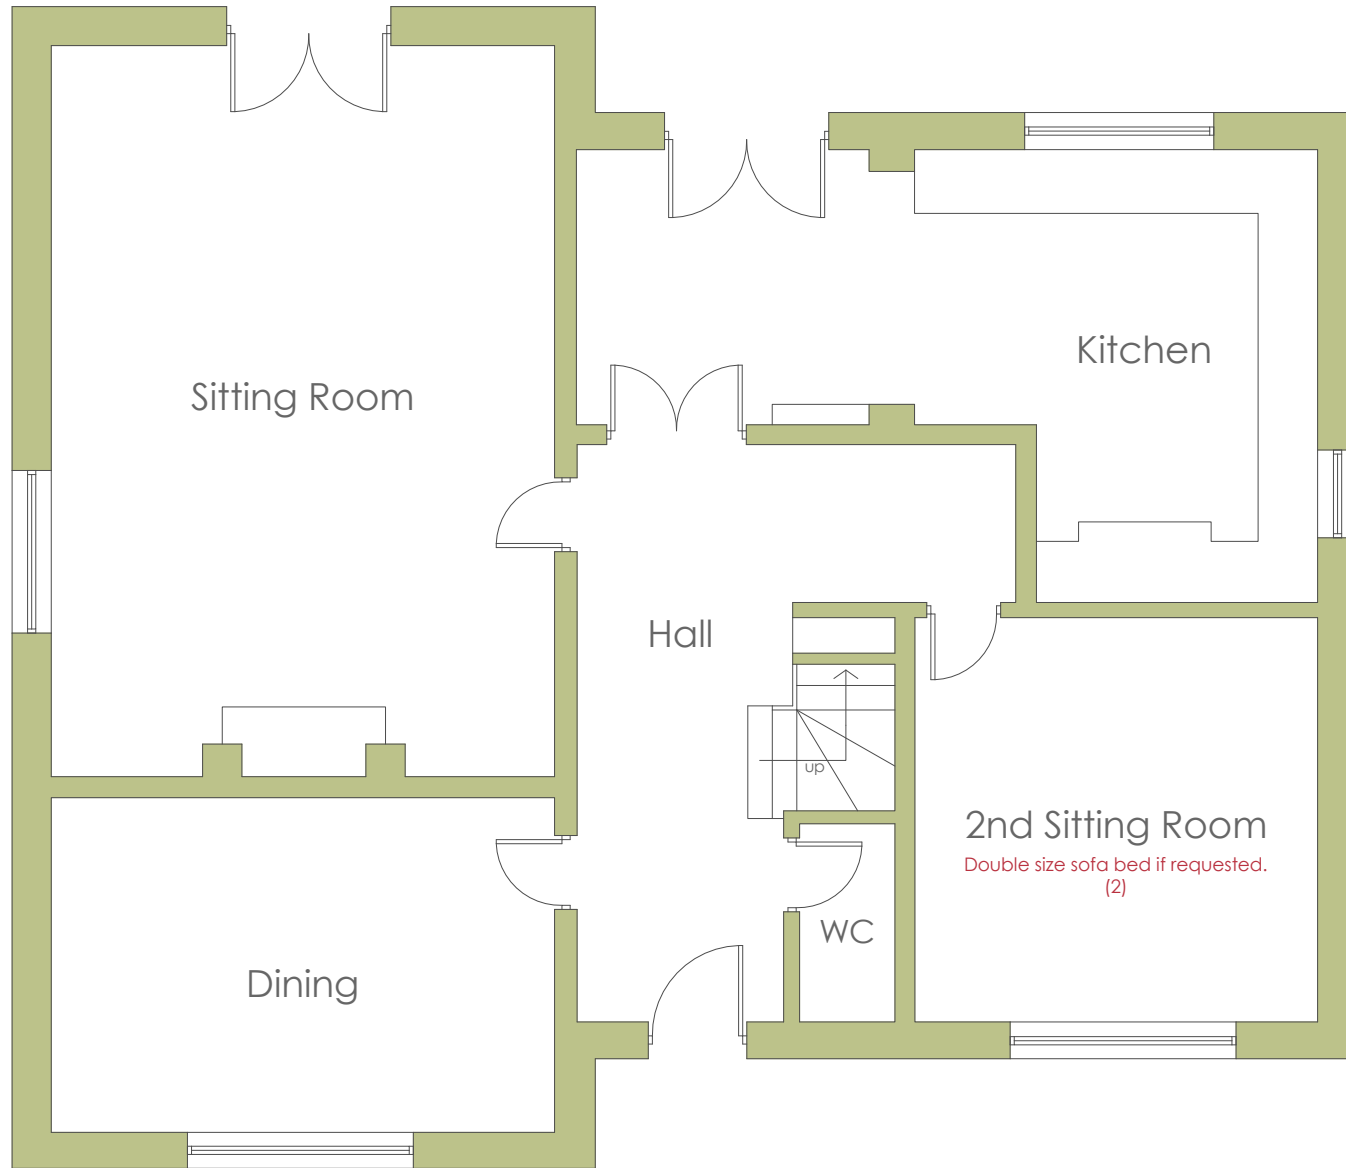 Sitting Room
Kitchen
Hall
up
2nd Sitting Room
Double size sofa bed if requested.
(2)
WC
Dining